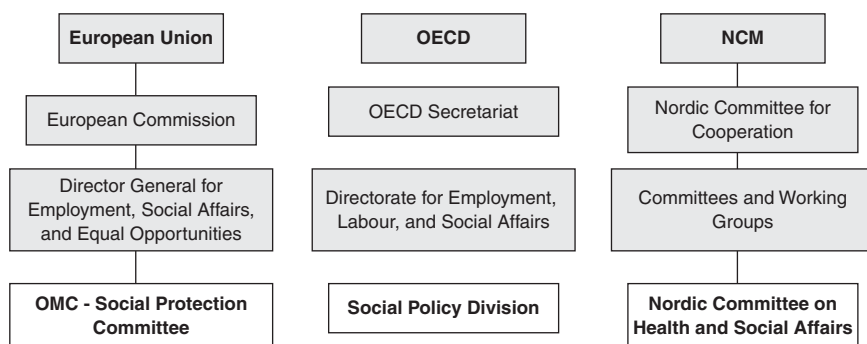 European Union
European Commission
Director General for
Employment, Social Affairs,
and Equal Opportunities
OMC - Social Protection
Committee
OECD
OECD Secretariat
Directorate for Employment,
Labour, and Social Affairs
Social Policy Division
NCM
Nordic Committee for
Cooperation
Committees and Working
Groups
Nordic Committee on
Health and Social Affairs